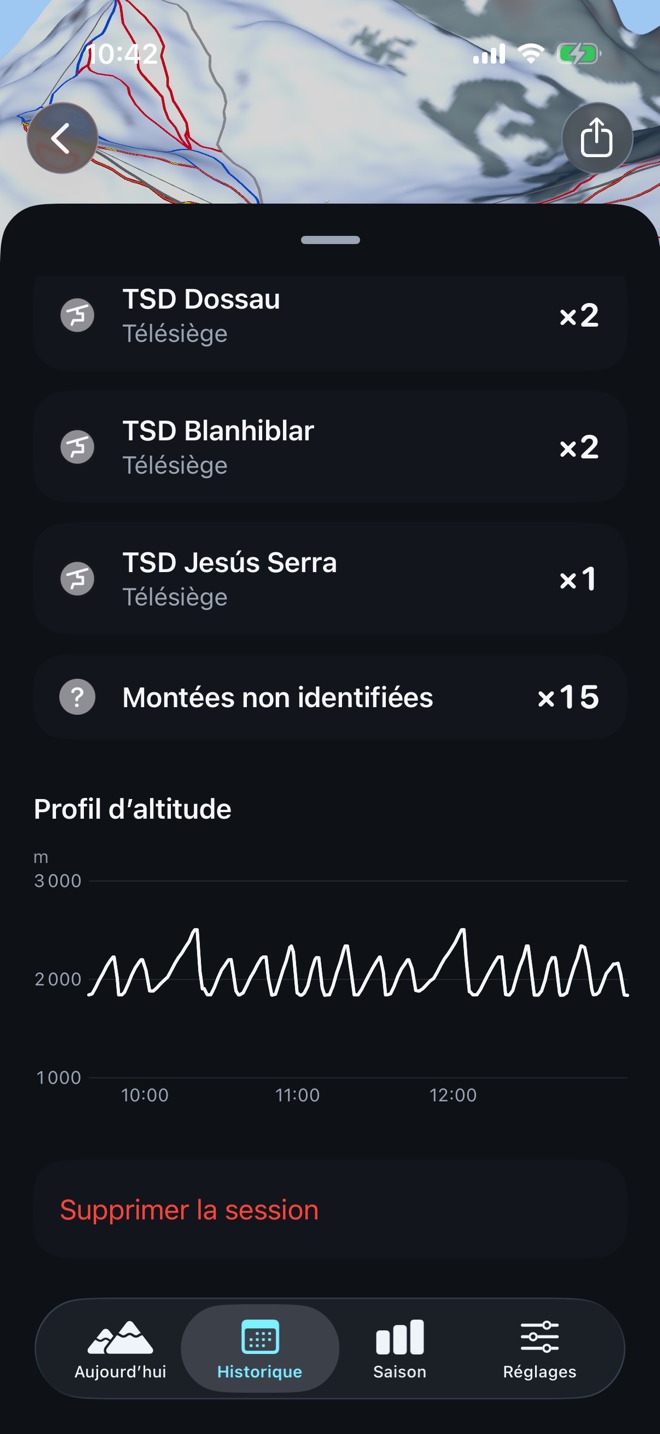 10:42
TSD Dossau
Télésiège
×2
TSD Blanhiblar
Télésiège
×2
TSD Jesús Serra
Télésiège
×1
?
Montées non identifiées
×15
Profil d’altitude
m
3 000
2 000
1 000
10:00
11:00
12:00
Supprimer la session
Aujourd’hui
Historique
Saison
Réglages